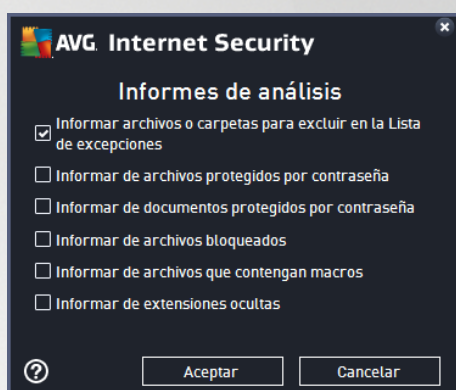 AVG. Internet Security
Informes de análisis
Informar archivos o carpetas para excluir en la Lista
de excepciones
Informar de archivos protegidos por contraseña
Informar de documentos protegidos por contraseña
Informar de archivos bloqueados
Informar de archivos que contengan macros
Informar de extensiones ocultas
?
Aceptar
Cancelar